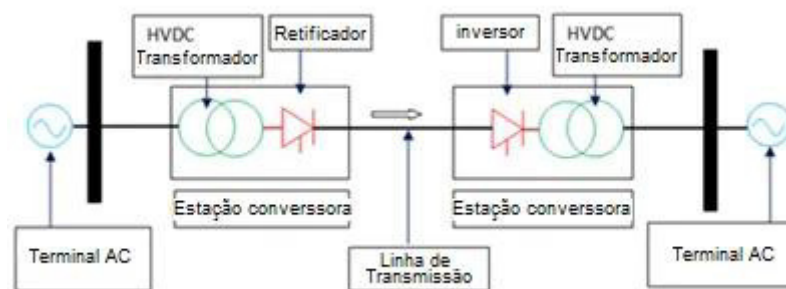 HVDC
Transformador
Retificador
inversor
HVDC
Transformador
Estação converssora
Estação converssora
Terminal AC
Linha de
Transmissão
Terminal AC